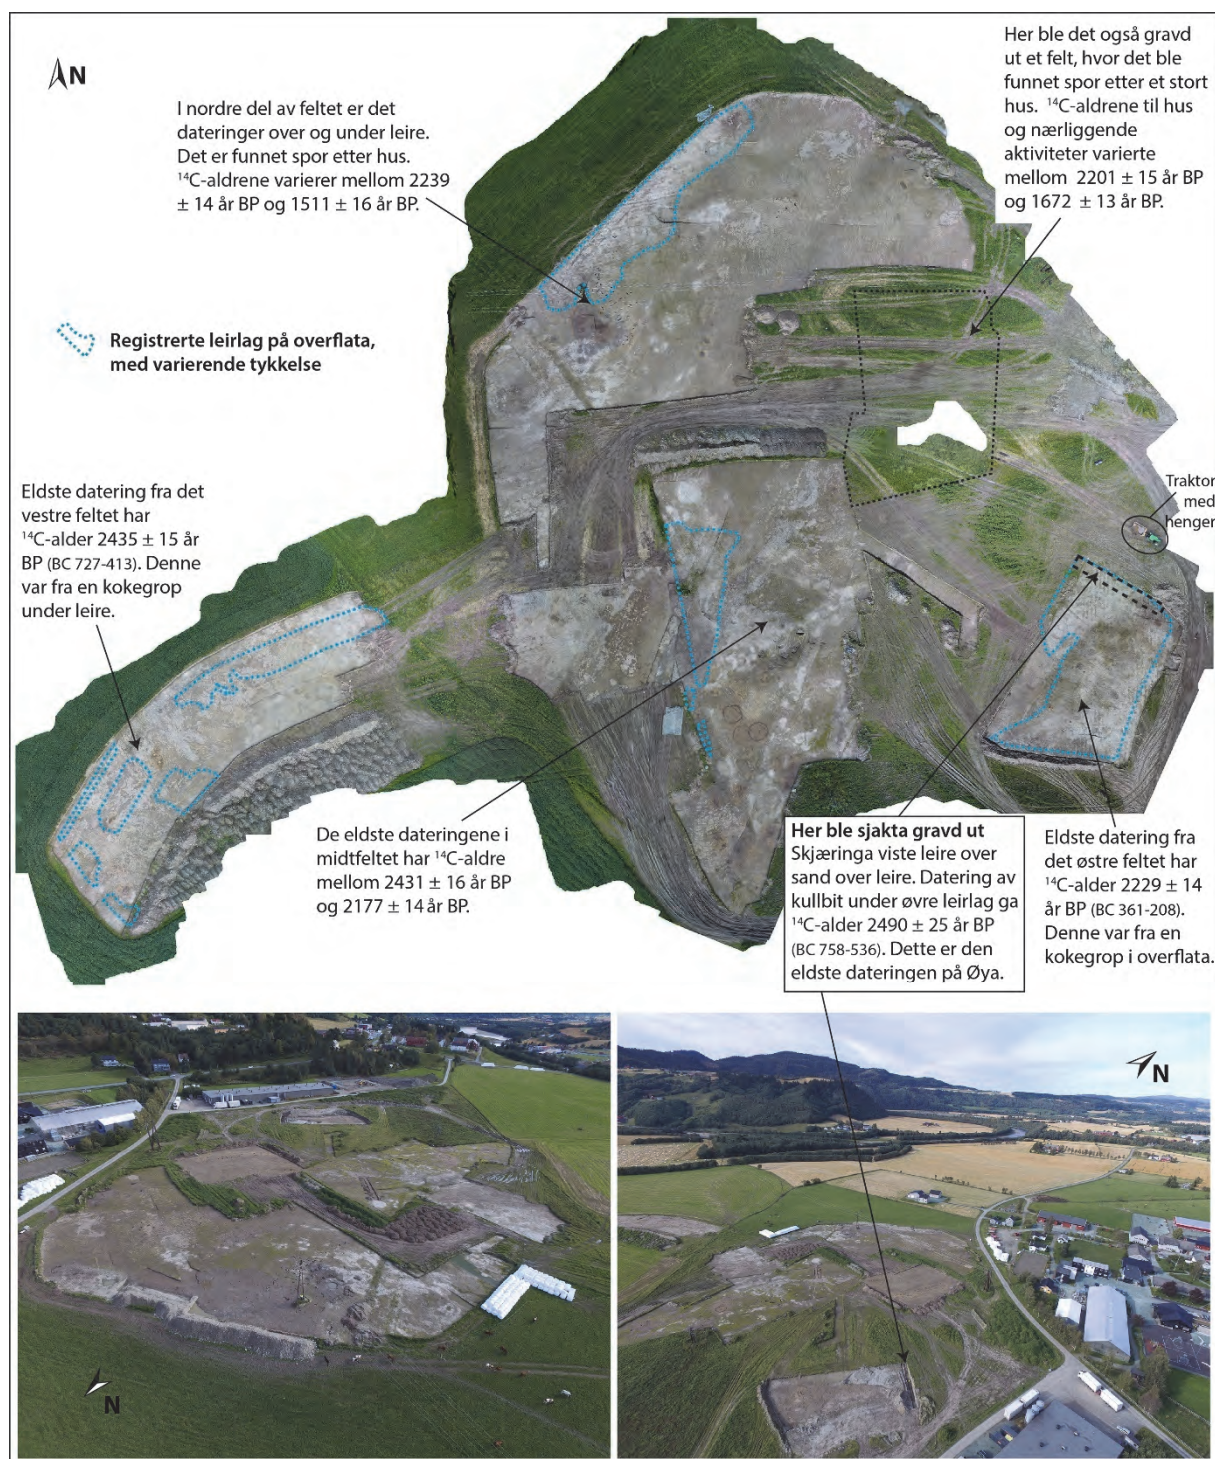 N
I nordre del av feltet er det
dateringer over og under leire.
Det er funnet spor etter hus.
¹⁴C-aldrene varierer mellom 2239
± 14 år BP og 1511 ± 16 år BP.
Her ble det også gravd
ut et felt, hvor det ble
funnet spor etter et stort
hus. ¹⁴C-aldrene til hus
og nærliggende
aktiviteter varierte
mellom 2201 ± 15 år BP
og 1672 ± 13 år BP.
Registrerte leirlag på overflata,
med varierende tykkelse
Eldste datering fra det
vestre feltet har
¹⁴C-alder 2435 ± 15 år
BP (BC 727-413). Denne
var fra en kokegrop
under leire.
Traktor
med
henger
De eldste dateringene i
midtfeltet har ¹⁴C-aldre
mellom 2431 ± 16 år BP
og 2177 ± 14 år BP.
Her ble sjakta gravd ut
Skjæringa viste leire over
sand over leire. Datering av
kullbit under øvre leirlag ga
¹⁴C-alder 2490 ± 25 år BP
(BC 758-536). Dette er den
eldste dateringen på Øya.
Eldste datering fra
det østre feltet har
¹⁴C-alder 2229 ± 14
år BP (BC 361-208).
Denne var fra en
kokegrop i overflata.
N
N